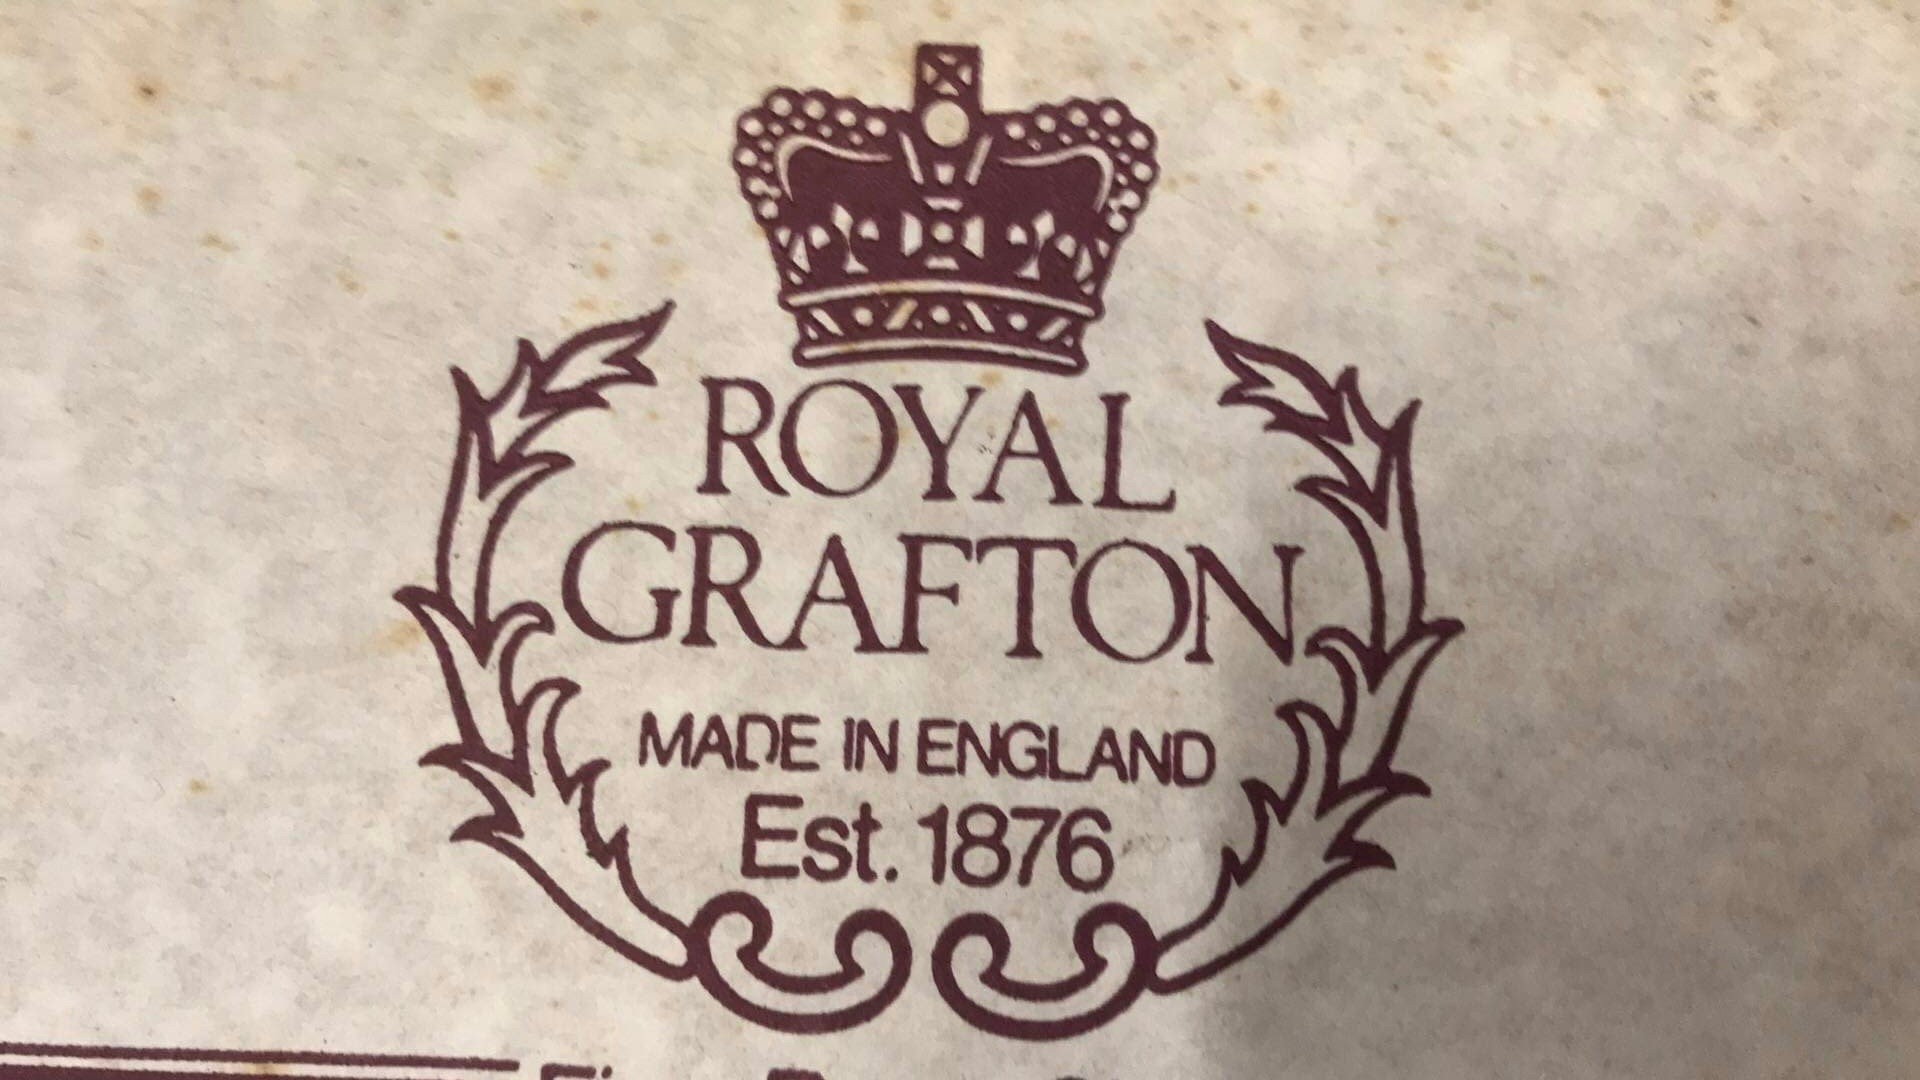 ROYAL
GRAFTON
MADE IN ENGLAND
Est. 1876